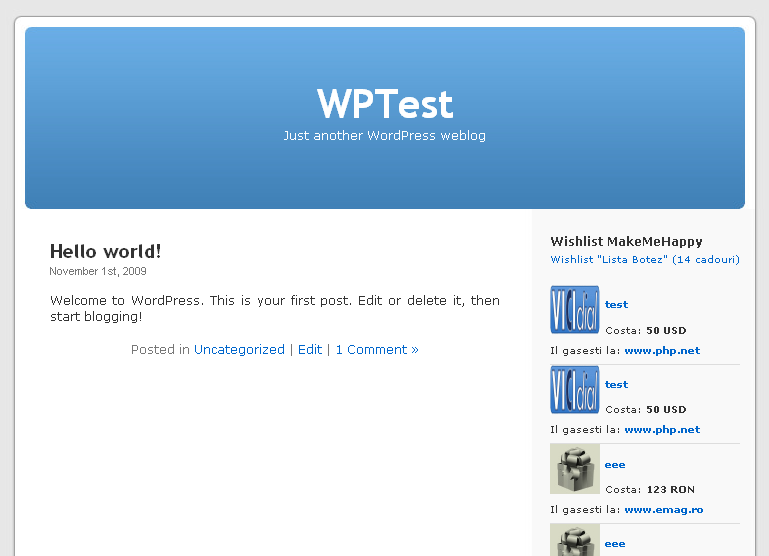 WPTest
Just another WordPress weblog
Hello world!
November 1st, 2009
Welcome to WordPress. This is your first post. Edit or delete it, then
start blogging!
Posted in Uncategorized | Edit | 1 Comment »
Wishlist MakeMeHappy
Wishlist "Lista Botez" (14 cadouri)
VICIdial
test
Costa: 50 USD
Il gasesti la: www.php.net
VICIdial
test
Costa: 50 USD
Il gasesti la: www.php.net
eee
Costa: 123 RON
Il gasesti la: www.emag.ro
eee